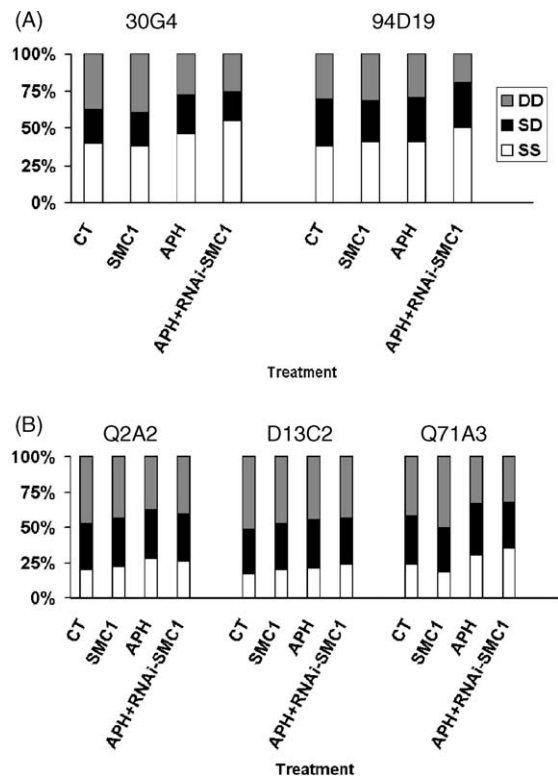 (A)
30G4 94D19
100%
75%
50%
25%
0%
DD
SD
SS
CT SMC1 APH APH+RNAi-SMC1 CT SMC1 APH APH+RNAi-SMC1
Treatment
(B)
Q2A2 D13C2 Q71A3
100%
75%
50%
25%
0%
CT SMC1 APH APH+RNAi-SMC1 CT SMC1 APH APH+RNAi-SMC1 CT SMC1 APH APH+RNAi-SMC1
Treatment